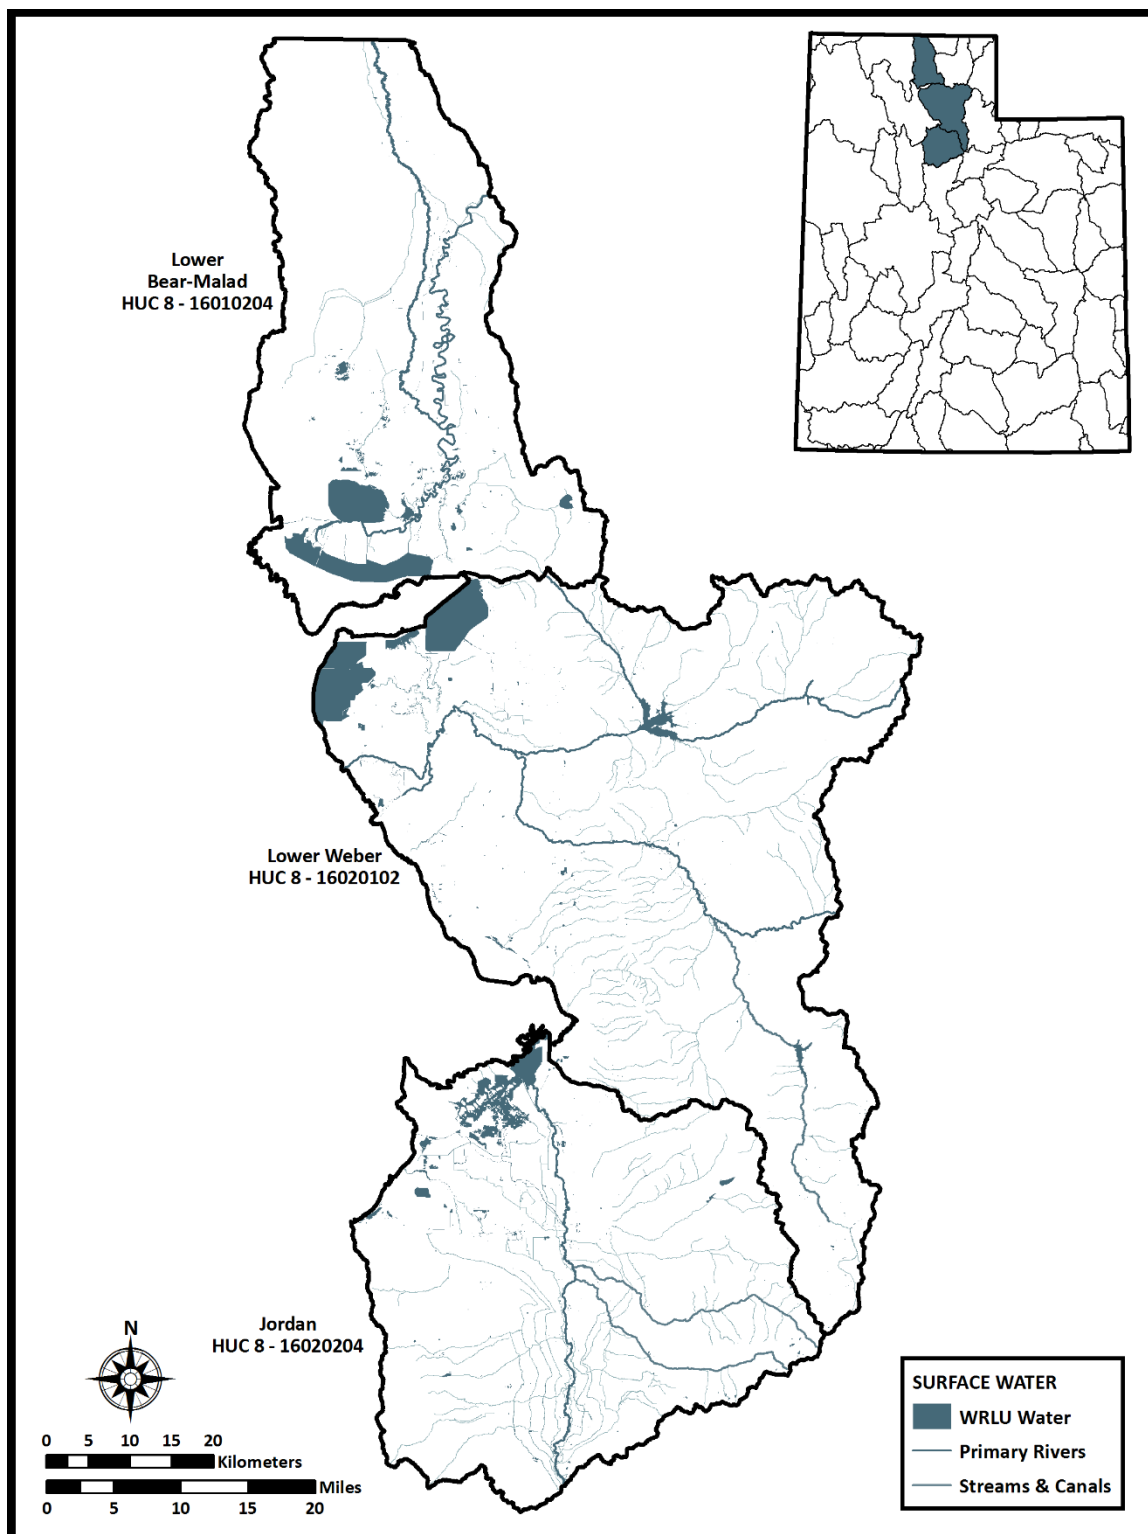 Lower
Bear-Malad
HUC 8 - 16010204
Lower Weber
HUC 8 - 16020102
Jordan
HUC 8 - 16020204
N
0 5 10 15 20
Kilometers
Miles
0 5 10 15 20
SURFACE WATER
WRLU Water
Primary Rivers
Streams & Canals